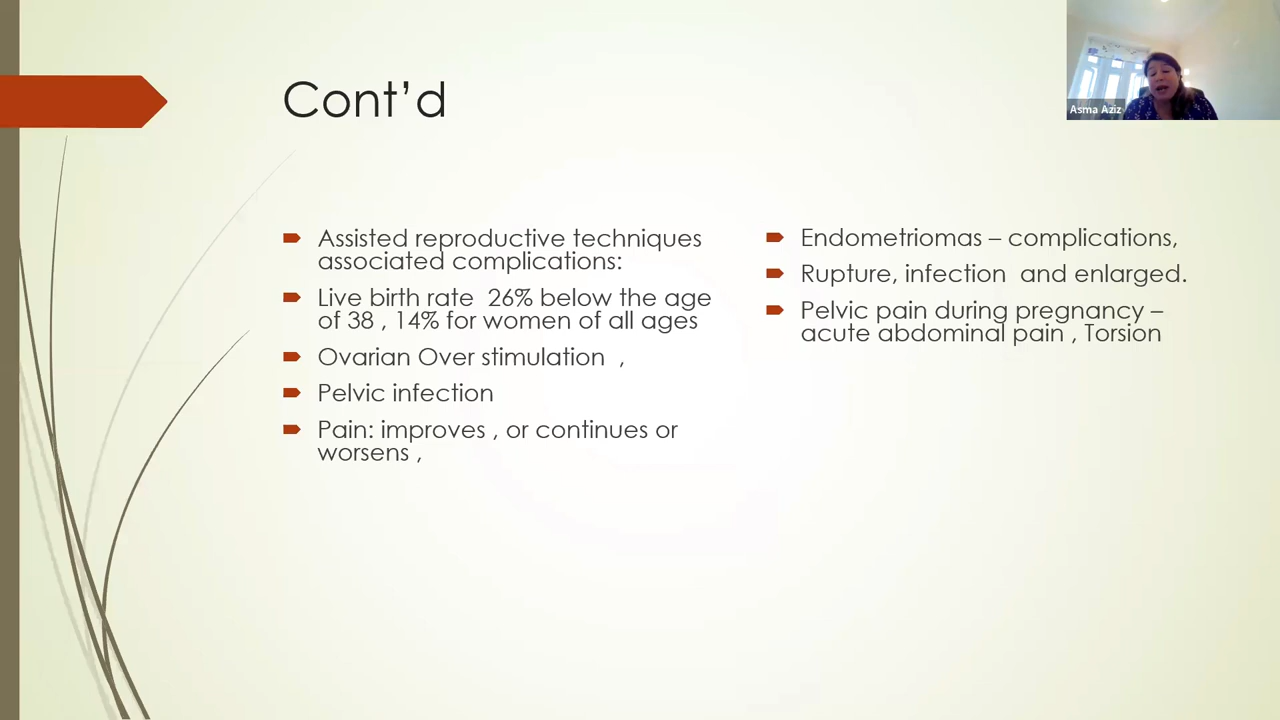 Cont’d
Asma Aziz
Assisted reproductive techniques
associated complications:
Live birth rate  26% below the age
of 38 , 14% for women of all ages
Ovarian Over stimulation  ,
Pelvic infection
Pain: improves , or continues or
worsens ,
Endometriomas – complications,
Rupture, infection  and enlarged.
Pelvic pain during pregnancy –
acute abdominal pain , Torsion